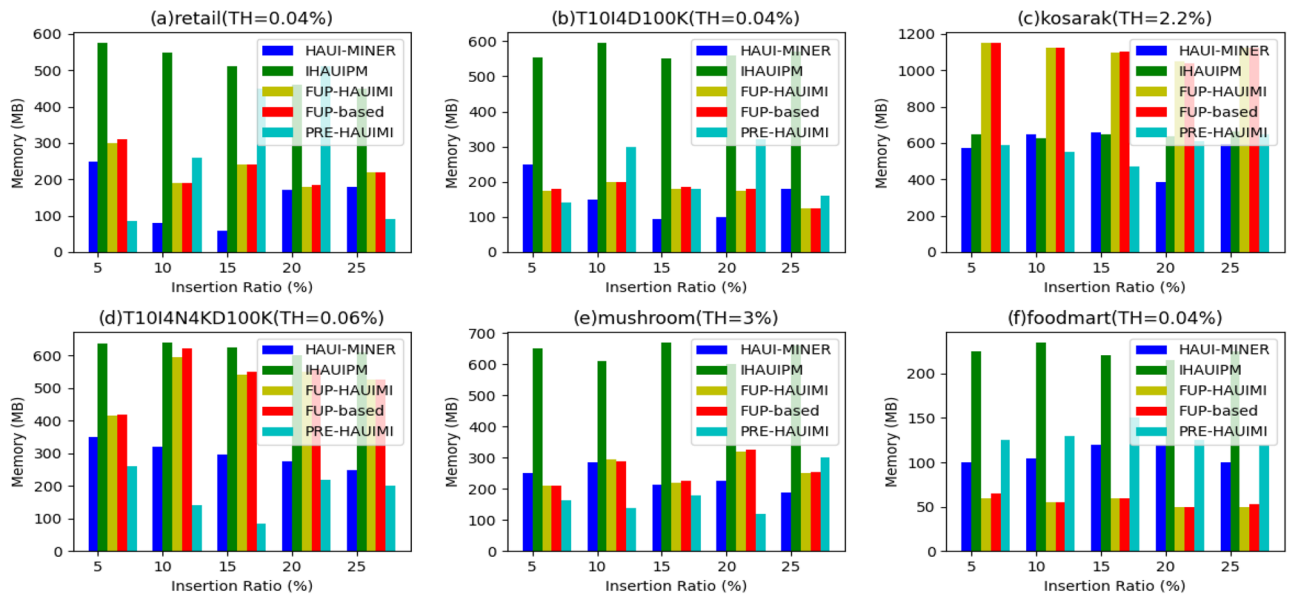 (a)retail(TH=0.04%)
Memory (MB)
600
500
400
300
200
100
0
5 10 15 20 25
Insertion Ratio (%)
HAUI-MINER
IHAUIPM
FUP-HAUIMI
FUP-based
PRE-HAUIMI
(b)T10I4D100K(TH=0.04%)
Memory (MB)
600
500
400
300
200
100
0
5 10 15 20 25
Insertion Ratio (%)
HAUI-MINER
IHAUIPM
FUP-HAUIMI
FUP-based
PRE-HAUIMI
(c)kosarak(TH=2.2%)
Memory (MB)
1200
1000
800
600
400
200
0
5 10 15 20 25
Insertion Ratio (%)
HAUI-MINER
IHAUIPM
FUP-HAUIMI
FUP-based
PRE-HAUIMI
(d)T10I4N4KD100K(TH=0.06%)
Memory (MB)
600
500
400
300
200
100
0
5 10 15 20 25
Insertion Ratio (%)
HAUI-MINER
IHAUIPM
FUP-HAUIMI
FUP-based
PRE-HAUIMI
(e)mushroom(TH=3%)
Memory (MB)
700
600
500
400
300
200
100
0
5 10 15 20 25
Insertion Ratio (%)
HAUI-MINER
IHAUIPM
FUP-HAUIMI
FUP-based
PRE-HAUIMI
(f)foodmart(TH=0.04%)
Memory (MB)
200
150
100
50
0
5 10 15 20 25
Insertion Ratio (%)
HAUI-MINER
IHAUIPM
FUP-HAUIMI
FUP-based
PRE-HAUIMI